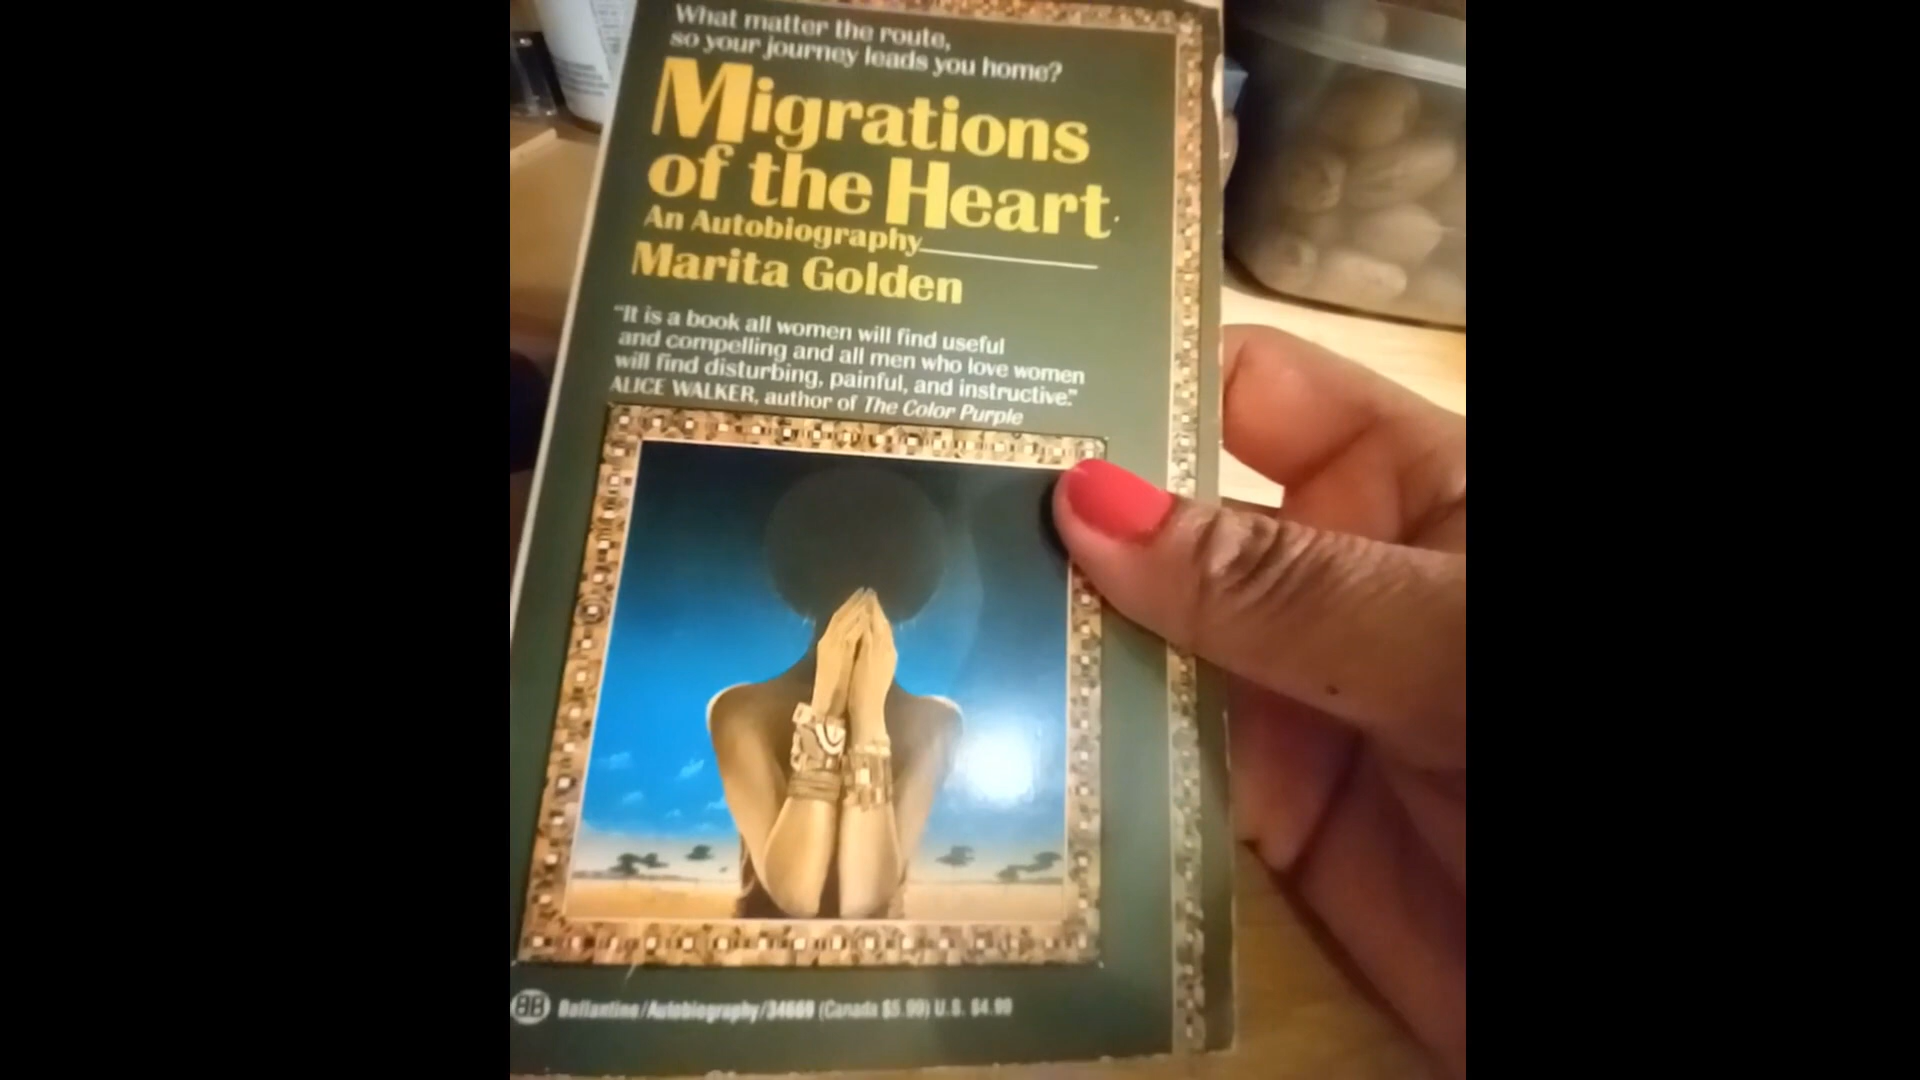 What matter the route,
so your journey leads you home?
Migrations
of the Heart
An Autobiography
Marita Golden
"It is a book all women will find useful
and compelling and all men who love women
will find disturbing, painful, and instructive."
ALICE WALKER, author of The Color Purple
BB Ballantine/Autobiography/34669 (Canada $5.99) U.S. $4.99